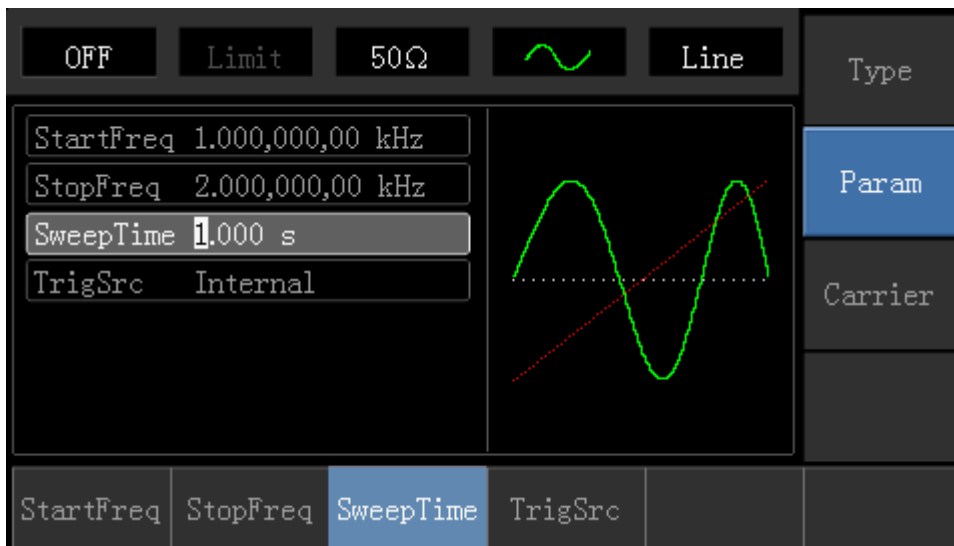 OFF Limit 50Ω Line
Type
StartFreq 1.000,000,00 kHz
StopFreq 2.000,000,00 kHz
Param
SweepTime 1.000 s
TrigSrc Internal
Carrier
StartFreq StopFreq SweepTime TrigSrc